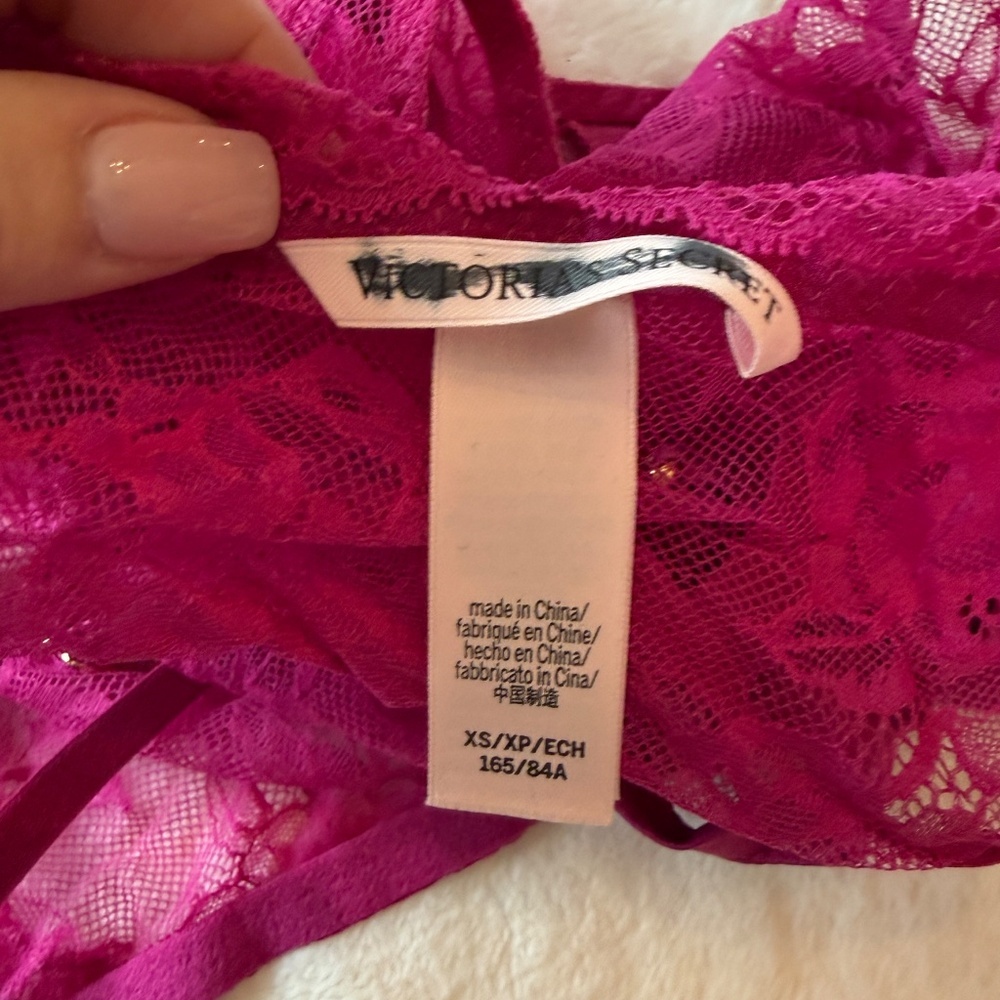 VICTORIA'S SECRET
made in China/
fabriqué en Chine/
hecho en China/
fabbricato in Cina/
中国制造
XS/XP/ECH
165/84A